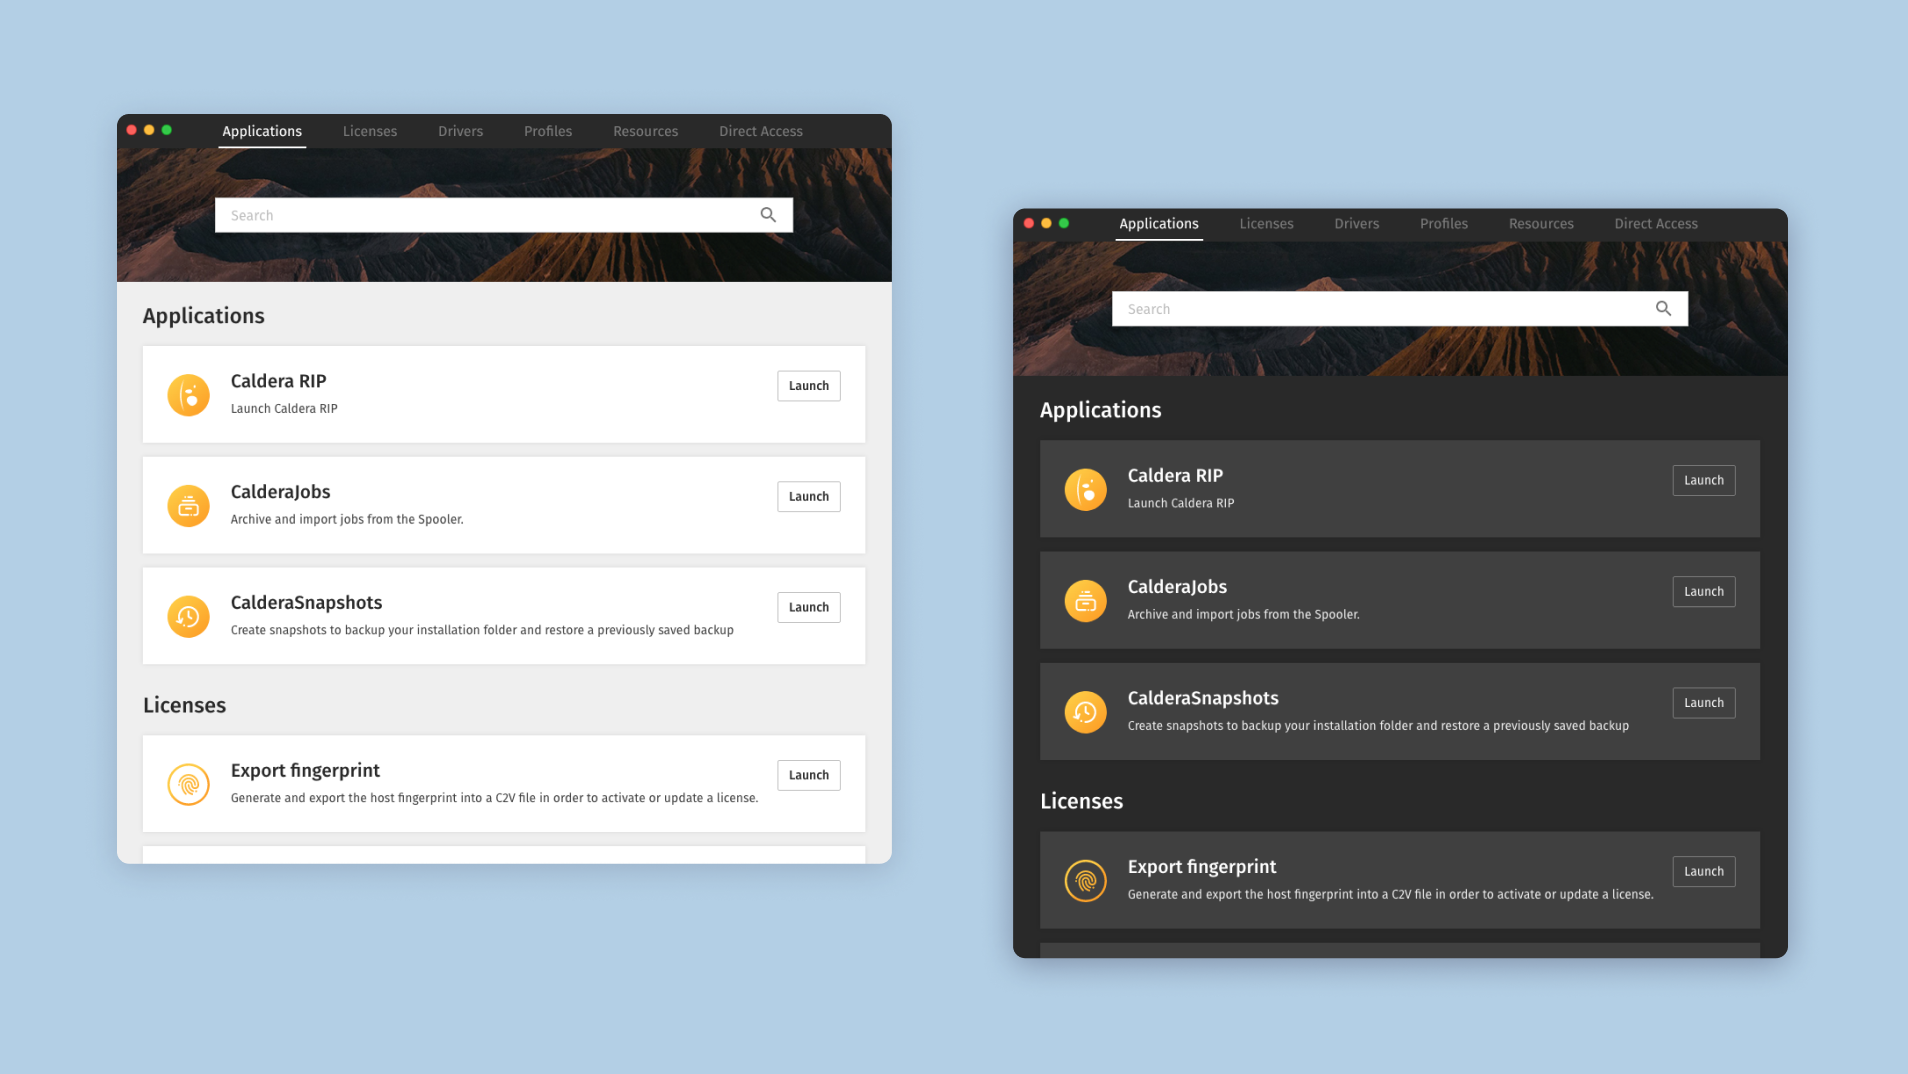 Applications Licenses Drivers Profiles Resources Direct Access
Search
Applications
Caldera RIP
Launch Caldera RIP
Launch
CalderaJobs
Archive and import jobs from the Spooler.
Launch
CalderaSnapshots
Create snapshots to backup your installation folder and restore a previously saved backup
Launch
Licenses
Export fingerprint
Generate and export the host fingerprint into a C2V file in order to activate or update a license.
Launch
Applications Licenses Drivers Profiles Resources Direct Access
Search
Applications
Caldera RIP
Launch Caldera RIP
Launch
CalderaJobs
Archive and import jobs from the Spooler.
Launch
CalderaSnapshots
Create snapshots to backup your installation folder and restore a previously saved backup
Launch
Licenses
Export fingerprint
Generate and export the host fingerprint into a C2V file in order to activate or update a license.
Launch